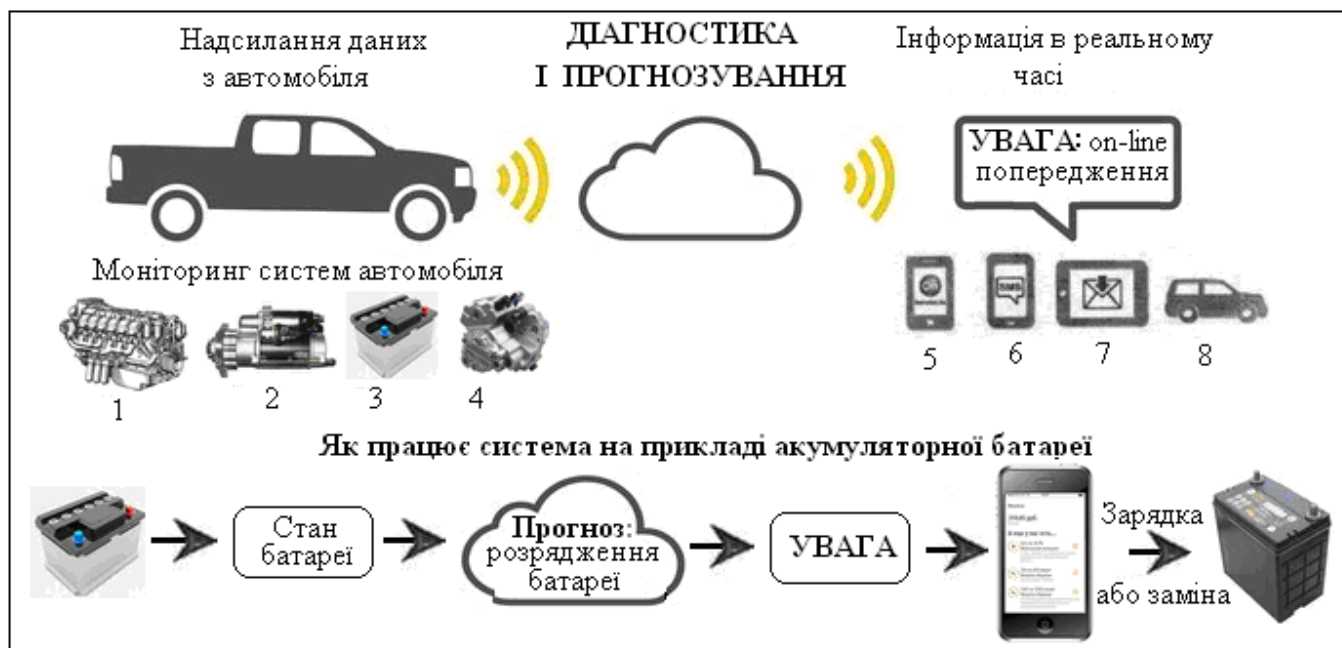 Надсилання даних
з автомобіля
ДІАГНОСТИКА
І ПРОГНОЗУВАННЯ
Інформація в реальному
часі
УВАГА: on-line
попередження
Моніторинг систем автомобіля
SMS
1
2
3
4
5
6
7
8
Як працює система на прикладі акумуляторної батареї
Стан
батареї
Прогноз:
розрядження
батареї
УВАГА
Зарядка
або заміна